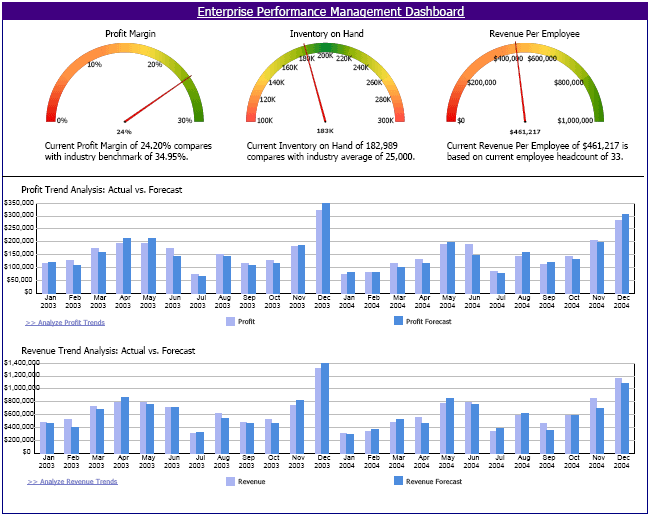 Enterprise Performance Management Dashboard
Profit Margin
Inventory on Hand
Revenue Per Employee
10%
20%
0%
30%
24%
180K
200K
160K
220K
140K
240K
120K
260K
100K
300K
183K
$400,000
$600,000
$200,000
$800,000
$0
$1,000,000
$461,217
Current Profit Margin of 24.20% compares
with industry benchmark of 34.95%.
Current Inventory on Hand of 182,989
compares with industry average of 25,000.
Current Revenue Per Employee of $461,217 is
based on current employee headcount of 33.
Profit Trend Analysis: Actual vs. Forecast
$350,000
$300,000
$250,000
$200,000
$150,000
$100,000
$50,000
$0
Jan Feb Mar Apr May Jun Jul Aug Sep Oct Nov Dec Jan Feb Mar Apr May Jun Jul Aug Sep Oct Nov Dec
2003 2003 2003 2003 2003 2003 2003 2003 2003 2003 2003 2003 2004 2004 2004 2004 2004 2004 2004 2004 2004 2004 2004 2004
>> Analyze Profit Trends
Profit
Profit Forecast
Revenue Trend Analysis: Actual vs. Forecast
$1,400,000
$1,200,000
$1,000,000
$800,000
$600,000
$400,000
$200,000
$0
Jan Feb Mar Apr May Jun Jul Aug Sep Oct Nov Dec Jan Feb Mar Apr May Jun Jul Aug Sep Oct Nov Dec
2003 2003 2003 2003 2003 2003 2003 2003 2003 2003 2003 2003 2004 2004 2004 2004 2004 2004 2004 2004 2004 2004 2004 2004
>> Analyze Revenue Trends
Revenue
Revenue Forecast